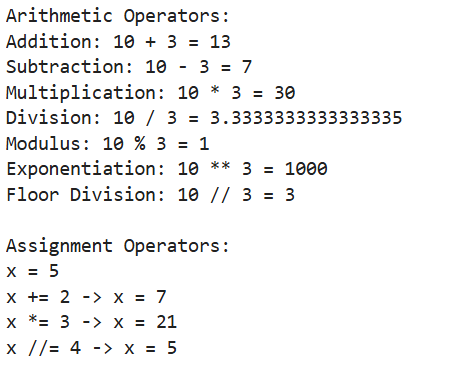 Arithmetic Operators:
Addition: 10 + 3 = 13
Subtraction: 10 - 3 = 7
Multiplication: 10 * 3 = 30
Division: 10 / 3 = 3.3333333333333335
Modulus: 10 % 3 = 1
Exponentiation: 10 ** 3 = 1000
Floor Division: 10 // 3 = 3

Assignment Operators:
x = 5
x += 2 -> x = 7
x *= 3 -> x = 21
x //= 4 -> x = 5